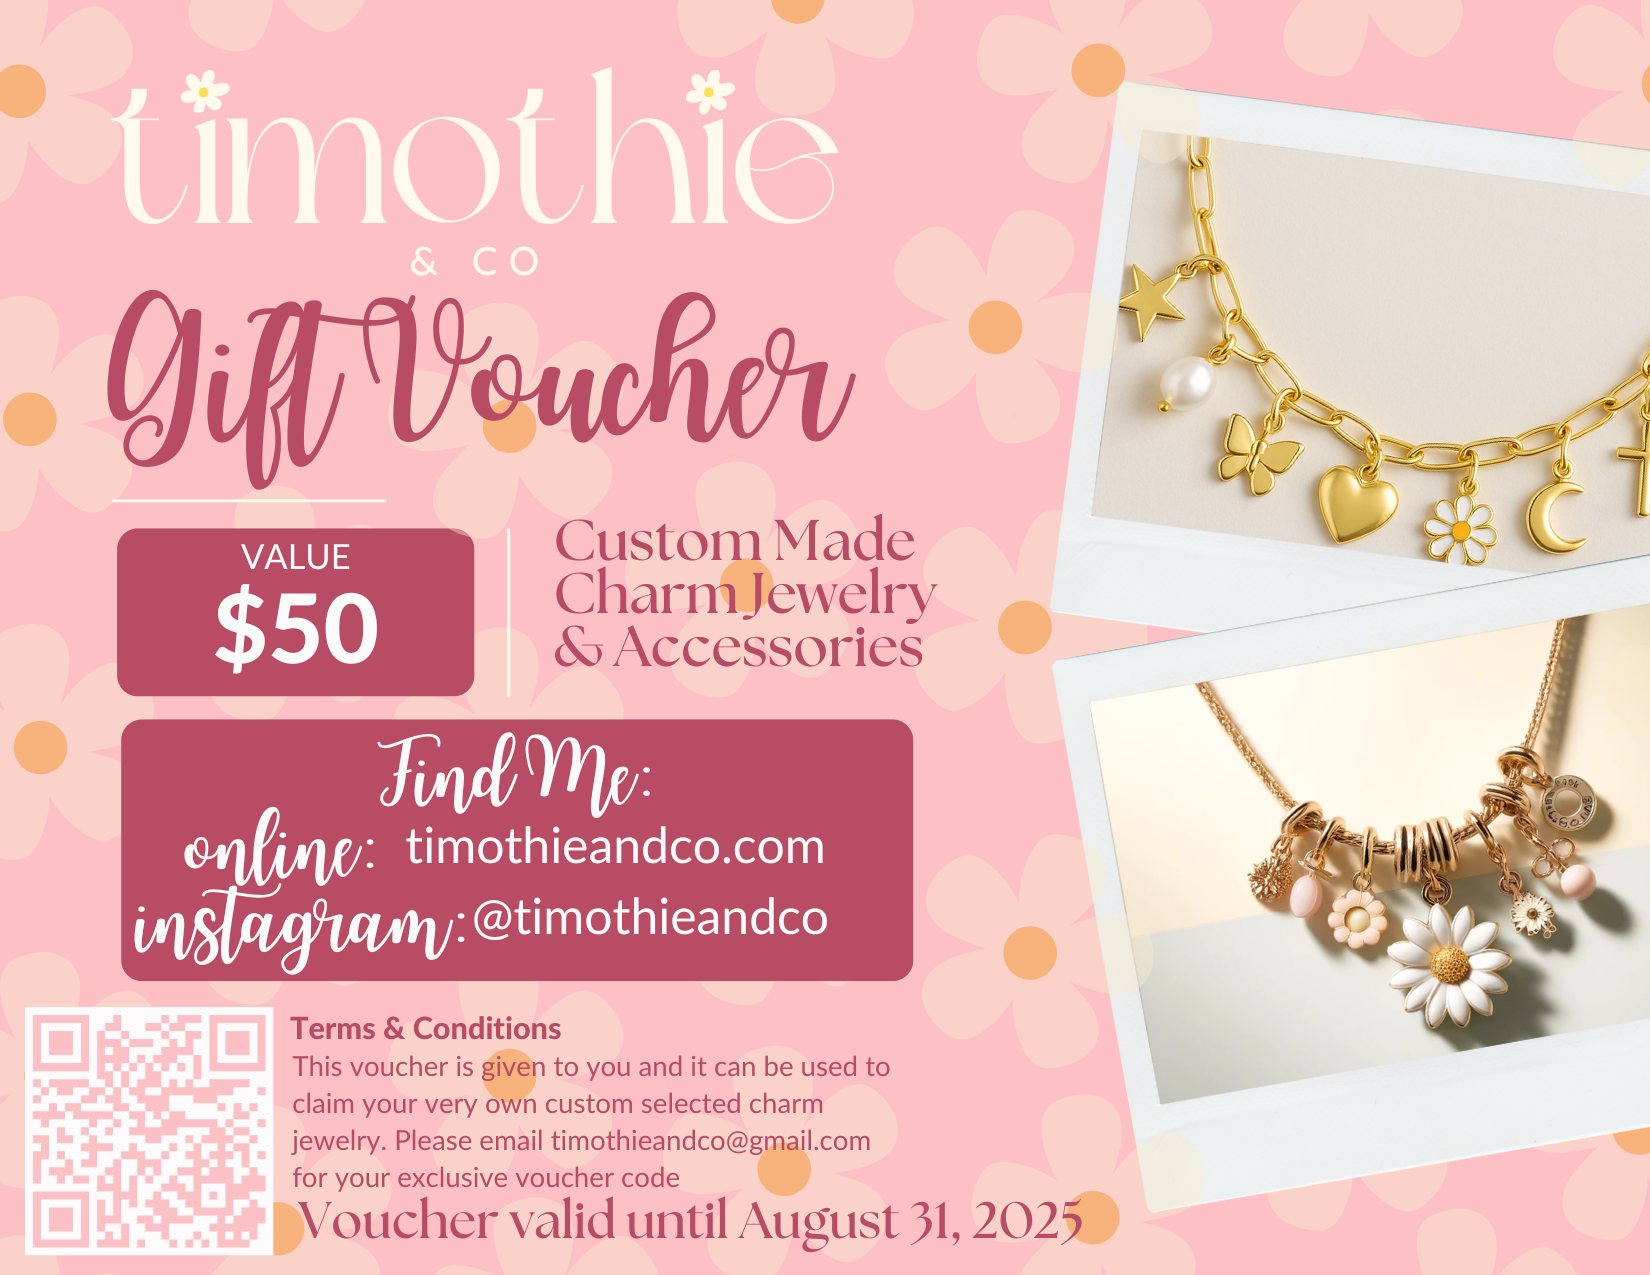 timothie
& CO
Gift Voucher
VALUE
$50
Custom Made
Charm Jewelry
& Accessories
Find Me:
online: timothieandco.com
instagram: @timothieandco
Terms & Conditions
This voucher is given to you and it can be used to
claim your very own custom selected charm
jewelry. Please email timothieandco@gmail.com
for your exclusive voucher code
Voucher valid until August 31, 2025